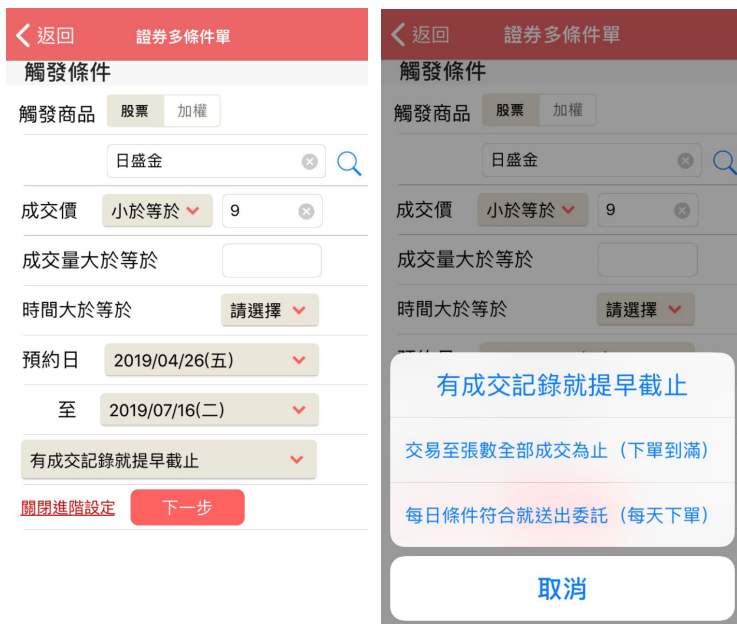 返回 證券多條件單
觸發條件
觸發商品 股票 加權
日盛金
成交價 小於等於 9
成交量大於等於
時間大於等於 請選擇
預約日 2019/04/26(五)
至 2019/07/16(二)
有成交記錄就提早截止
關閉進階設定 下一步
返回 證券多條件單
觸發條件
觸發商品 股票 加權
日盛金
成交價 小於等於 9
成交量大於等於
時間大於等於 請選擇
有成交記錄就提早截止
交易至張數全部成交為止（下單到滿）
每日條件符合就送出委託（每天下單）
取消